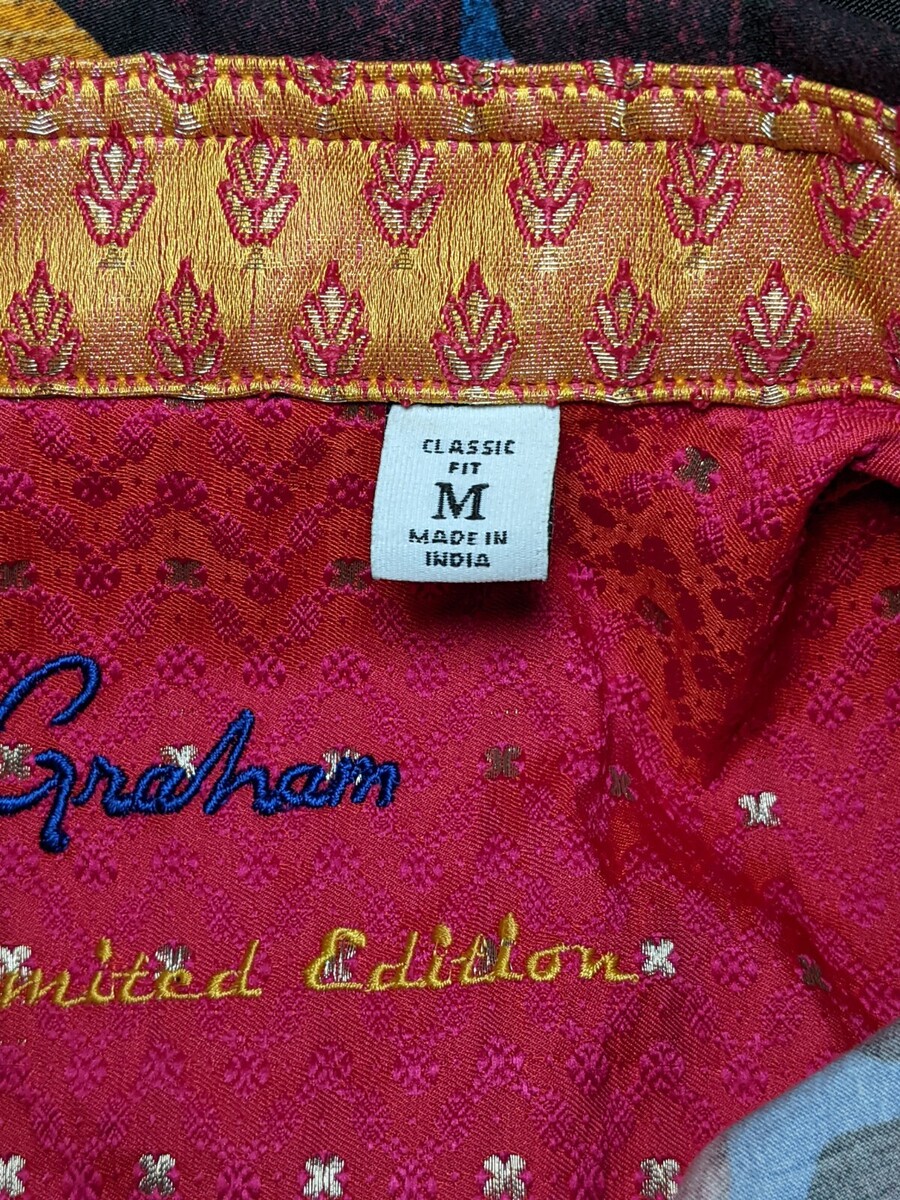 CLASSIC
FIT
M
MADE IN
INDIA
Graham
mited Edition